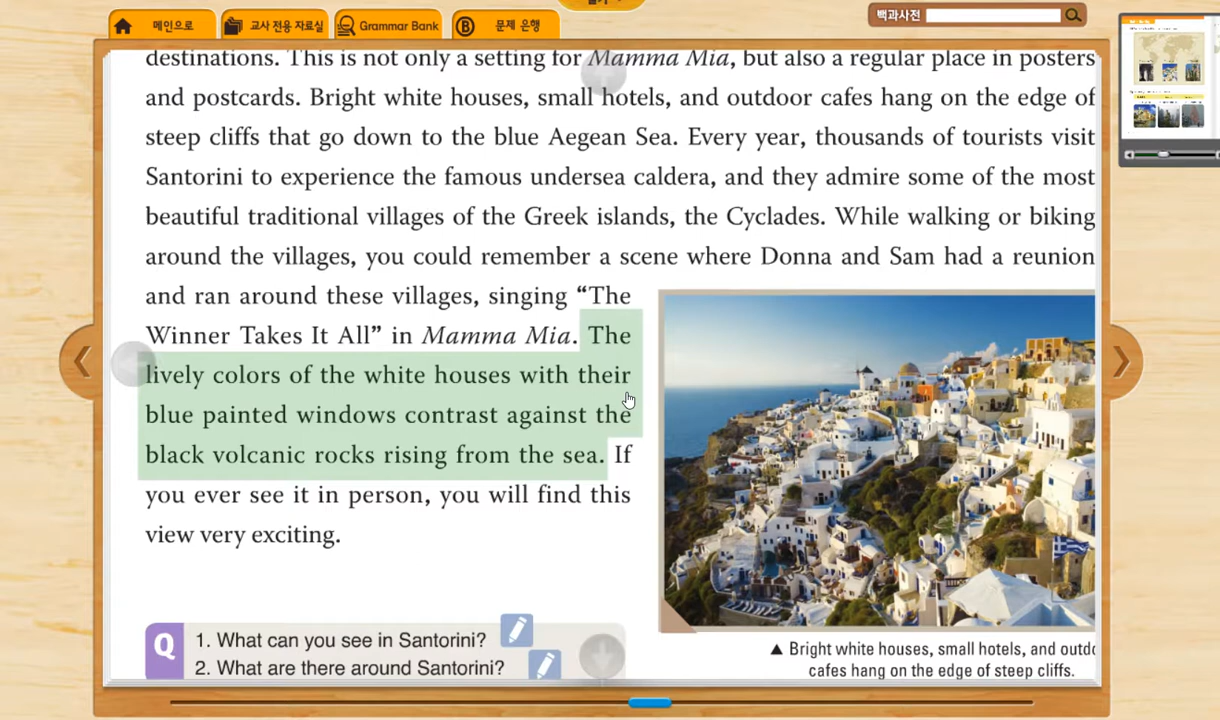 메인으로
교사 전용 자료실
Grammar Bank
B 문제 은행
백과사전
destinations. This is not only a setting for Mamma Mia, but also a regular place in posters
and postcards. Bright white houses, small hotels, and outdoor cafes hang on the edge of
steep cliffs that go down to the blue Aegean Sea. Every year, thousands of tourists visit
Santorini to experience the famous undersea caldera, and they admire some of the most
beautiful traditional villages of the Greek islands, the Cyclades. While walking or biking
around the villages, you could remember a scene where Donna and Sam had a reunion
and ran around these villages, singing “The
Winner Takes It All” in Mamma Mia. The
lively colors of the white houses with their
blue painted windows contrast against the
black volcanic rocks rising from the sea. If
you ever see it in person, you will find this
view very exciting.
Q
1. What can you see in Santorini?
2. What are there around Santorini?
▲ Bright white houses, small hotels, and
cafes hang on the edge of steep cliffs.